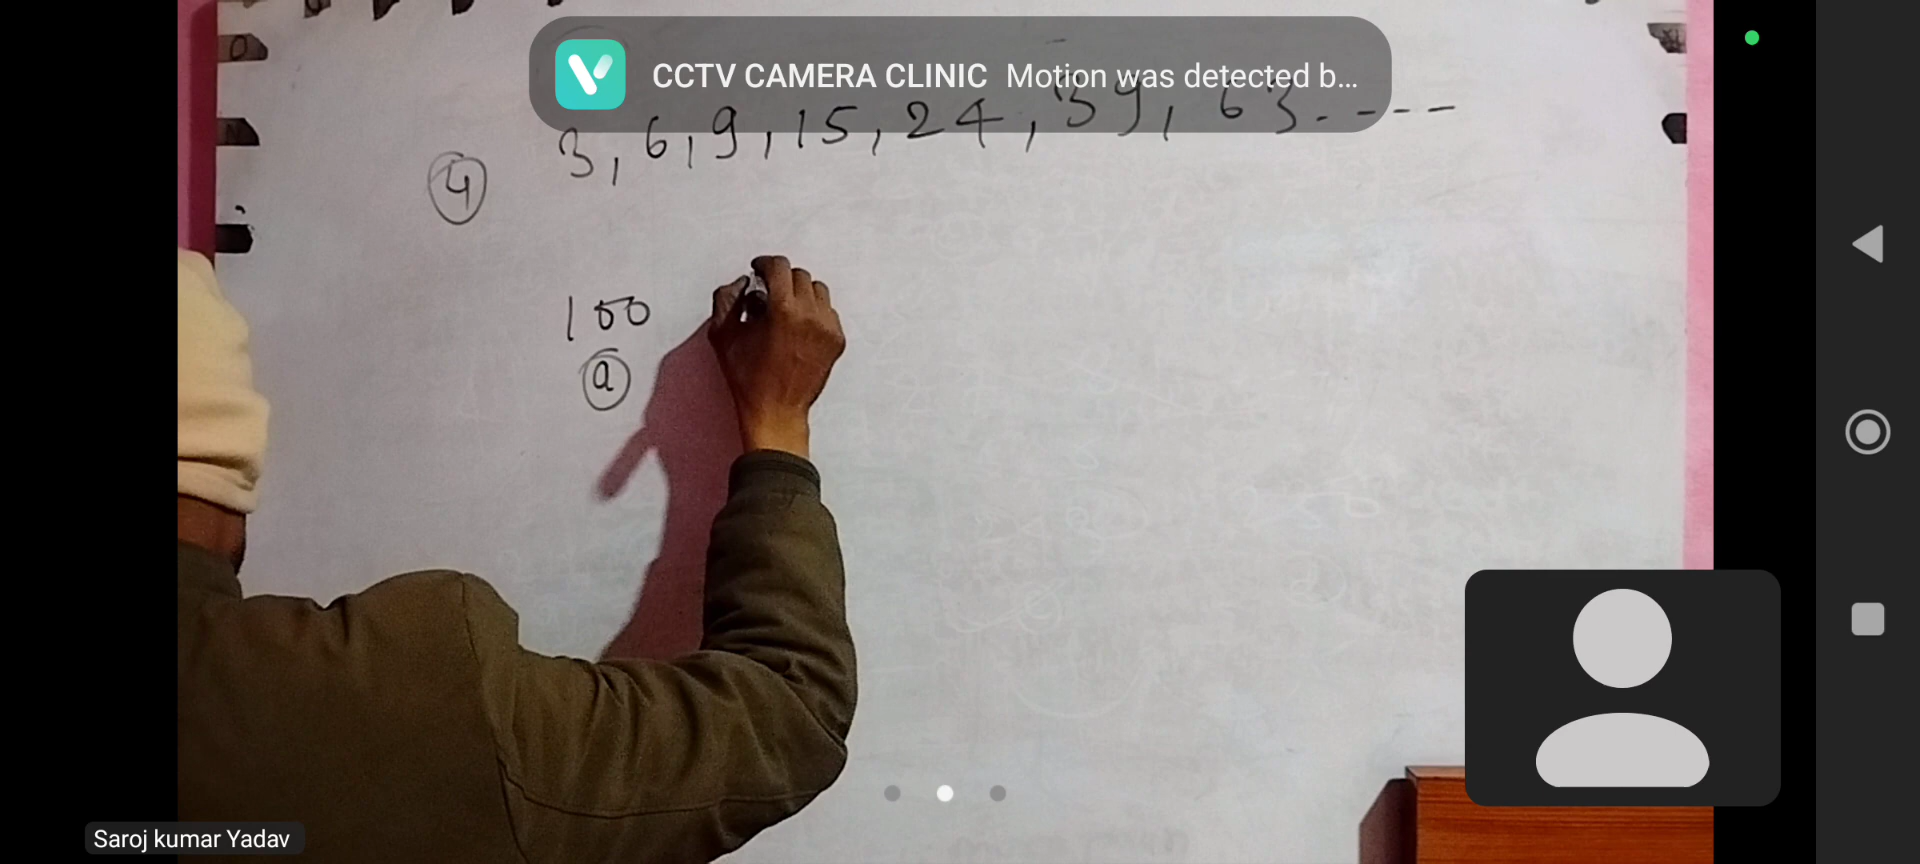 CCTV CAMERA CLINIC Motion was detected b...
④ 3, 6, 9, 15, 24, 39, 63. - - -
100
ⓐ
Saroj kumar Yadav